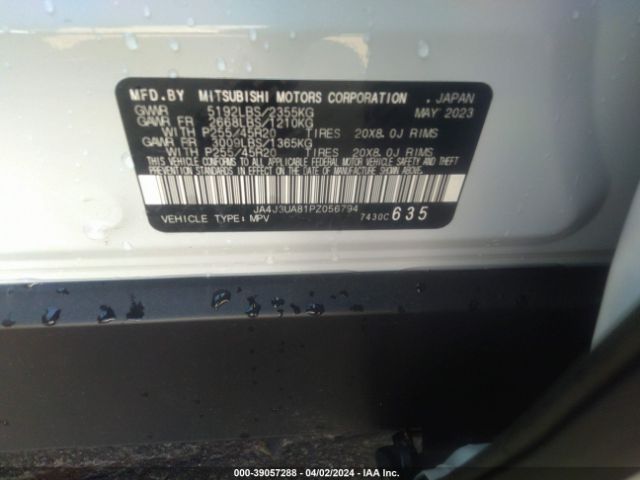 MFD.BY MITSUBISHI MOTORS CORPORATION . JAPAN
GVWR 5192LBS/2355KG MAY 2023
GAWR FR 2668LBS/1210KG
WITH P255/45R20 TIRES 20X8.0J RIMS
GAWR RR 3009LBS/1365KG
WITH P255/45R20 TIRES 20X8.0J RIMS
THIS VEHICLE CONFORMS TO ALL APPLICABLE FEDERAL MOTOR VEHICLE SAFETY AND THEFT
PREVENTION STANDARDS IN EFFECT ON THE DATE OF MANUFACTURE SHOWN ABOVE.
JA4J3UA81PZ056794
VEHICLE TYPE: MPV 7430C 635
000-39057288 - 04/02/2024 - IAA Inc.